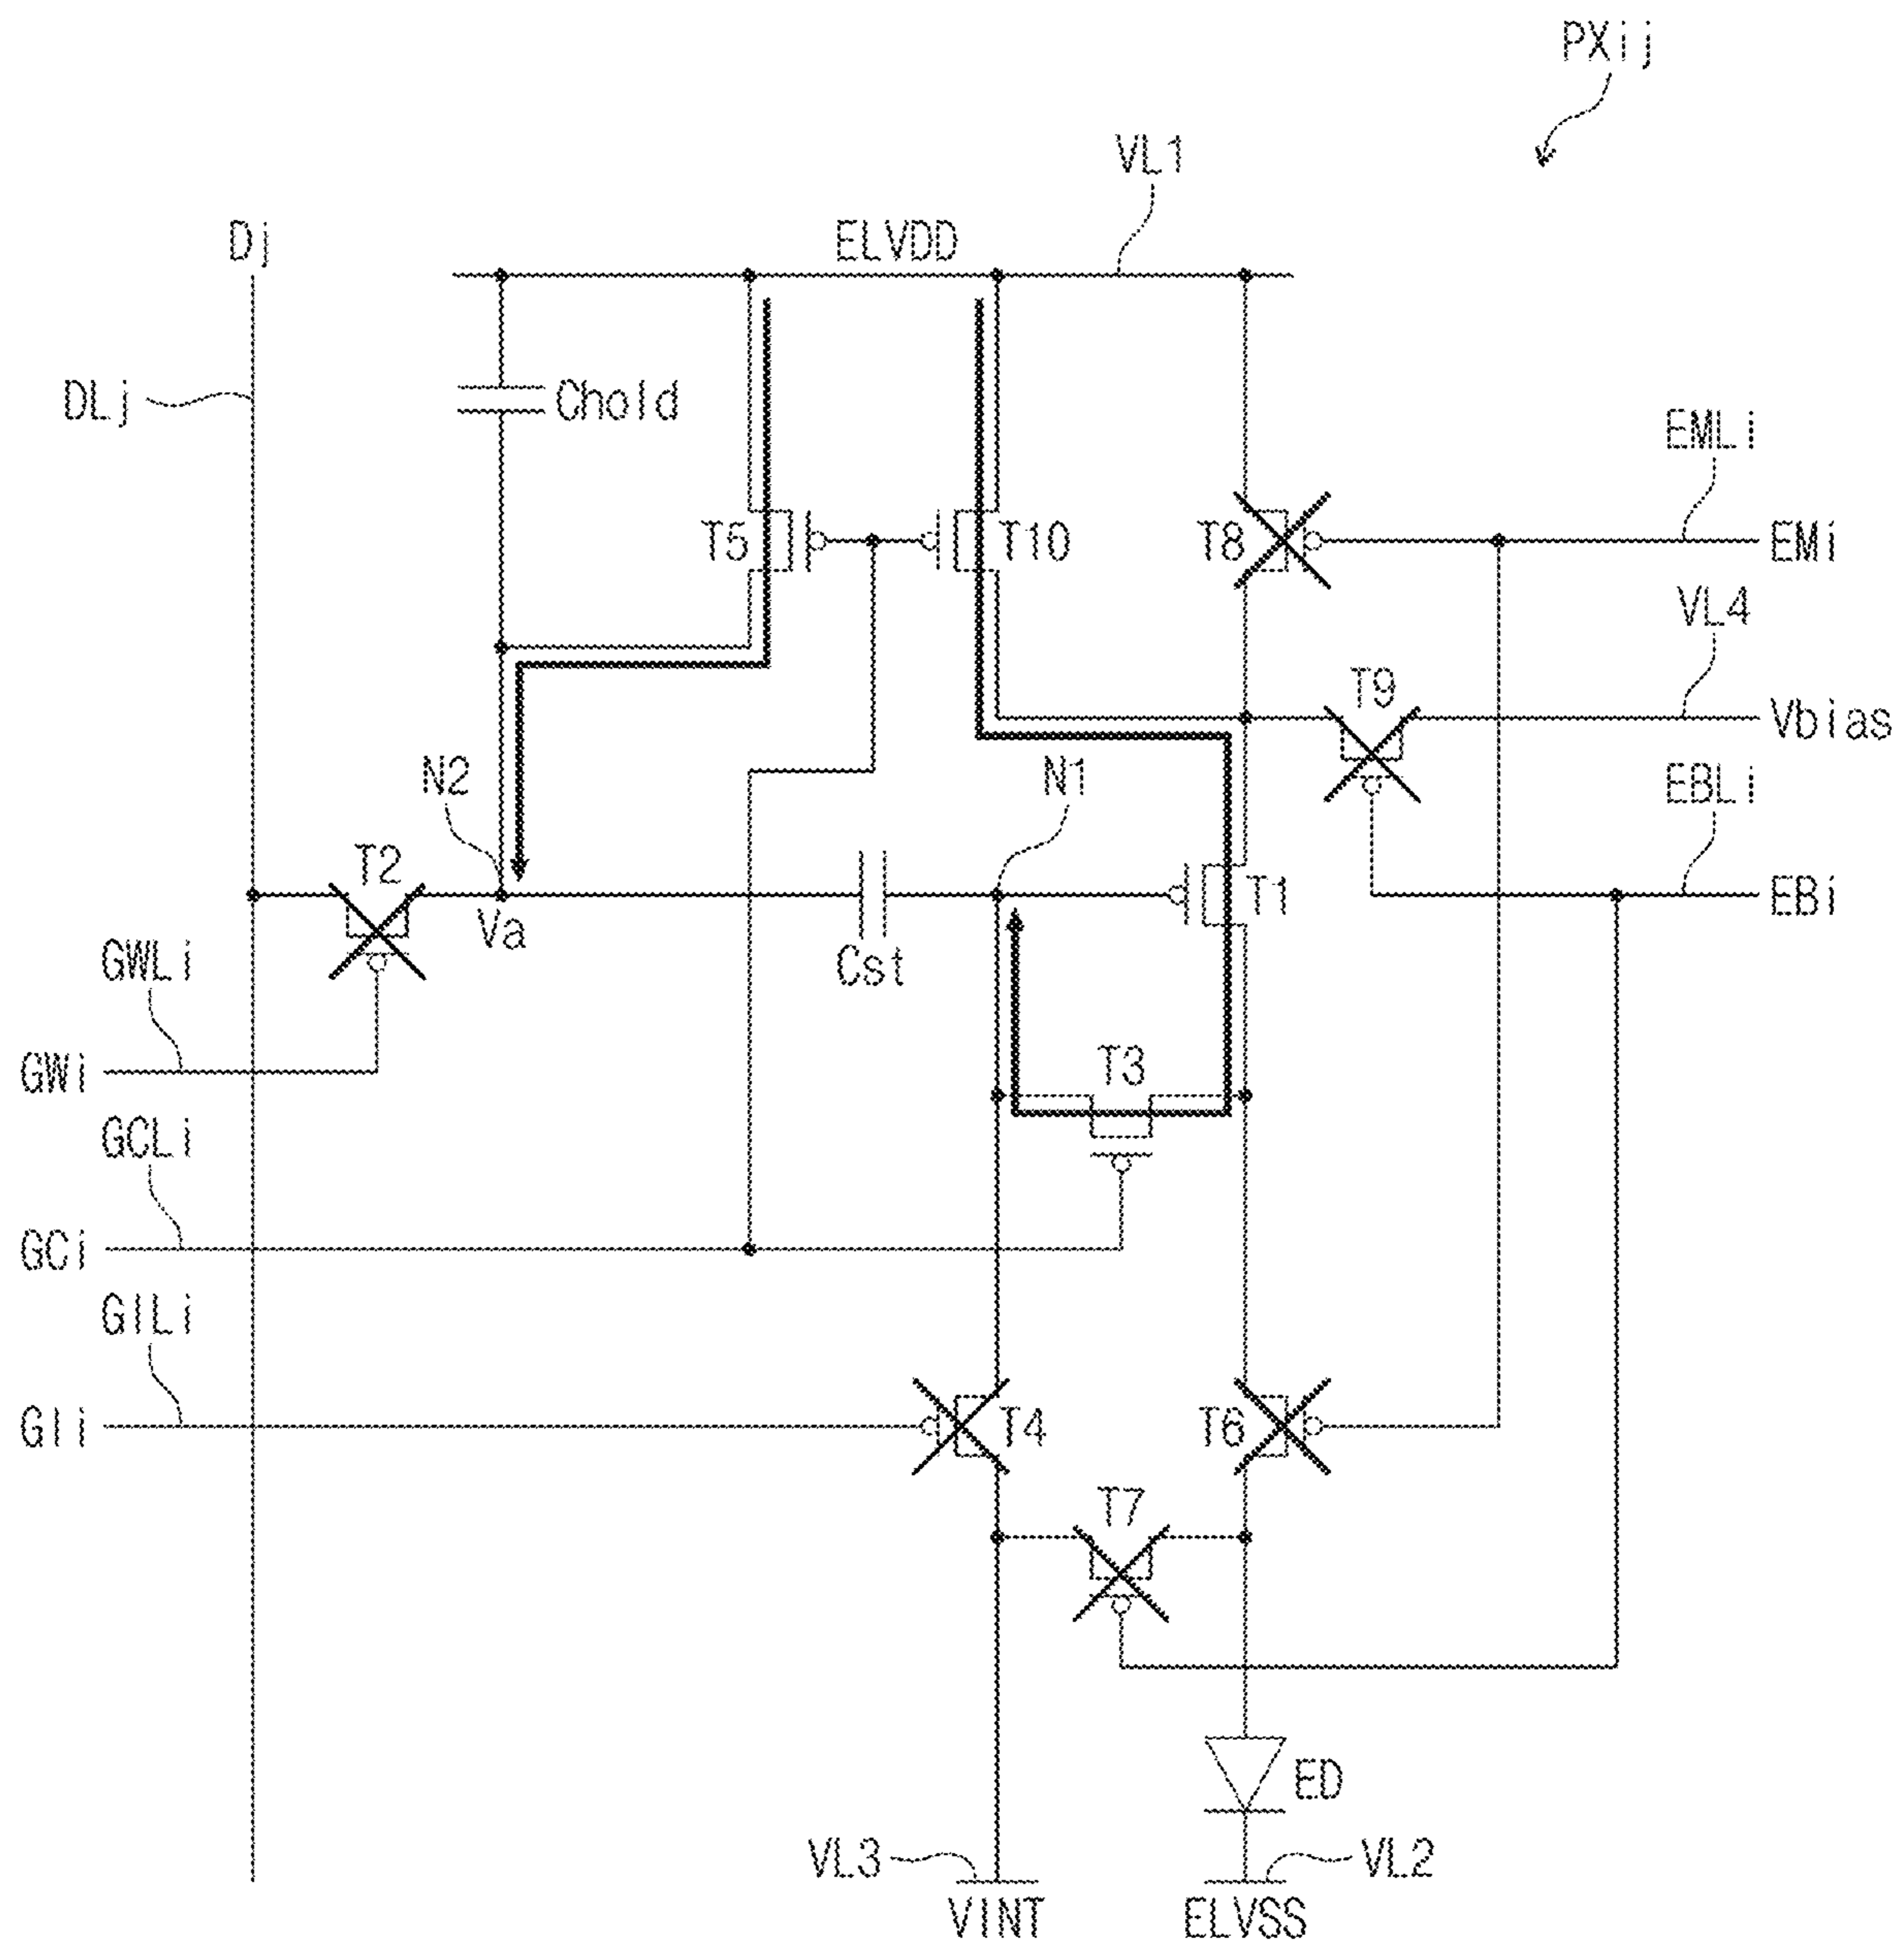 PXij
VL1
Dj
ELVDD
DLj
Chold
EMLi
T5
T10
T8
EMi
VL4
T9
Vbias
N2
N1
EBLi
T2
T1
EBi
Va
Cst
GWLi
GWi
T3
GCLi
GCi
GILi
GIi
T4
T6
T7
ED
VL3
VL2
VINT
ELVSS